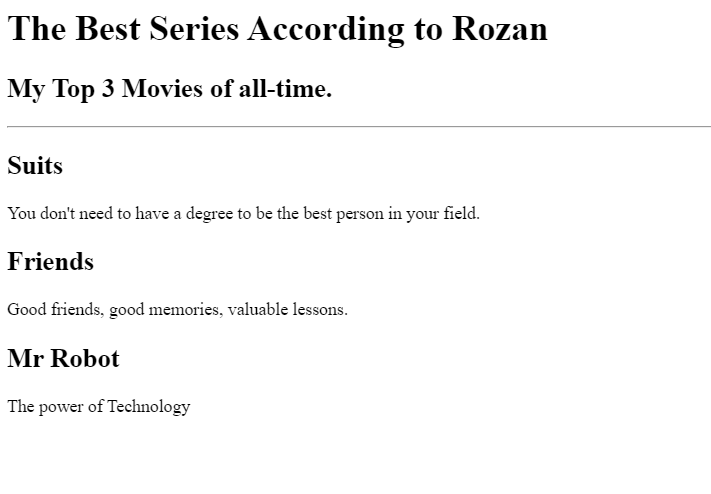 The Best Series According to Rozan
My Top 3 Movies of all-time.
Suits
You don't need to have a degree to be the best person in your field.
Friends
Good friends, good memories, valuable lessons.
Mr Robot
The power of Technology